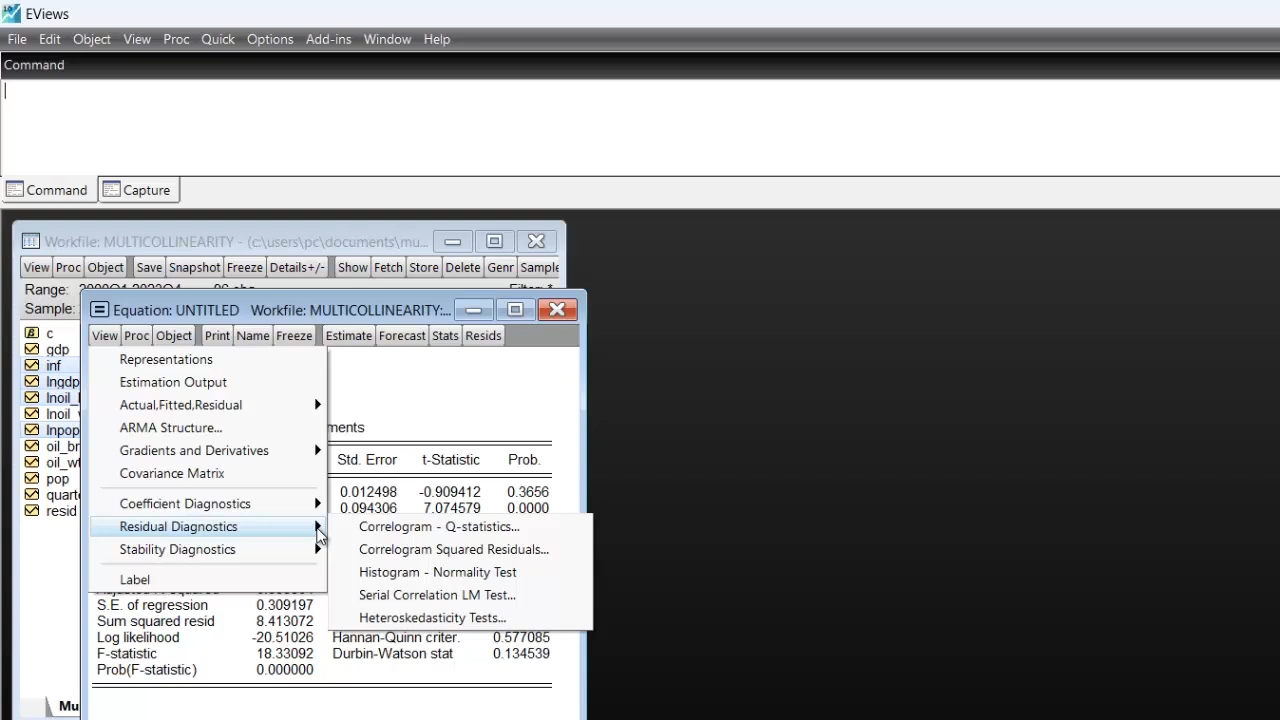 EViews
File Edit Object View Proc Quick Options Add-ins Window Help
Command
Command Capture
Workfile: MULTICOLLINEARITY - (c:\users\pc\documents\mu...
View Proc Object Save Snapshot Freeze Details+/- Show Fetch Store Delete Genr Sample
Range:
Sample:
Equation: UNTITLED Workfile: MULTICOLLINEARITY:...
View Proc Object Print Name Freeze Estimate Forecast Stats Resids
c
gdp
inf
lngdp
lnoil_
lnoil
lnpop
oil_br
oil_wt
pop
quarte
resid
Representations
Estimation Output
Actual,Fitted,Residual
ARMA Structure...
Gradients and Derivatives
Covariance Matrix
Coefficient Diagnostics
Residual Diagnostics
Stability Diagnostics
Label
ments
Std. Error t-Statistic Prob.
0.012498 -0.909412 0.3656
0.094306 7.074579 0.0000
Correlogram - Q-statistics...
Correlogram Squared Residuals...
Histogram - Normality Test
Serial Correlation LM Test...
Heteroskedasticity Tests...
S.E. of regression 0.309197
Sum squared resid 8.413072
Log likelihood -20.51026 Hannan-Quinn criter. 0.577085
F-statistic 18.33092 Durbin-Watson stat 0.134539
Prob(F-statistic) 0.000000
Mu